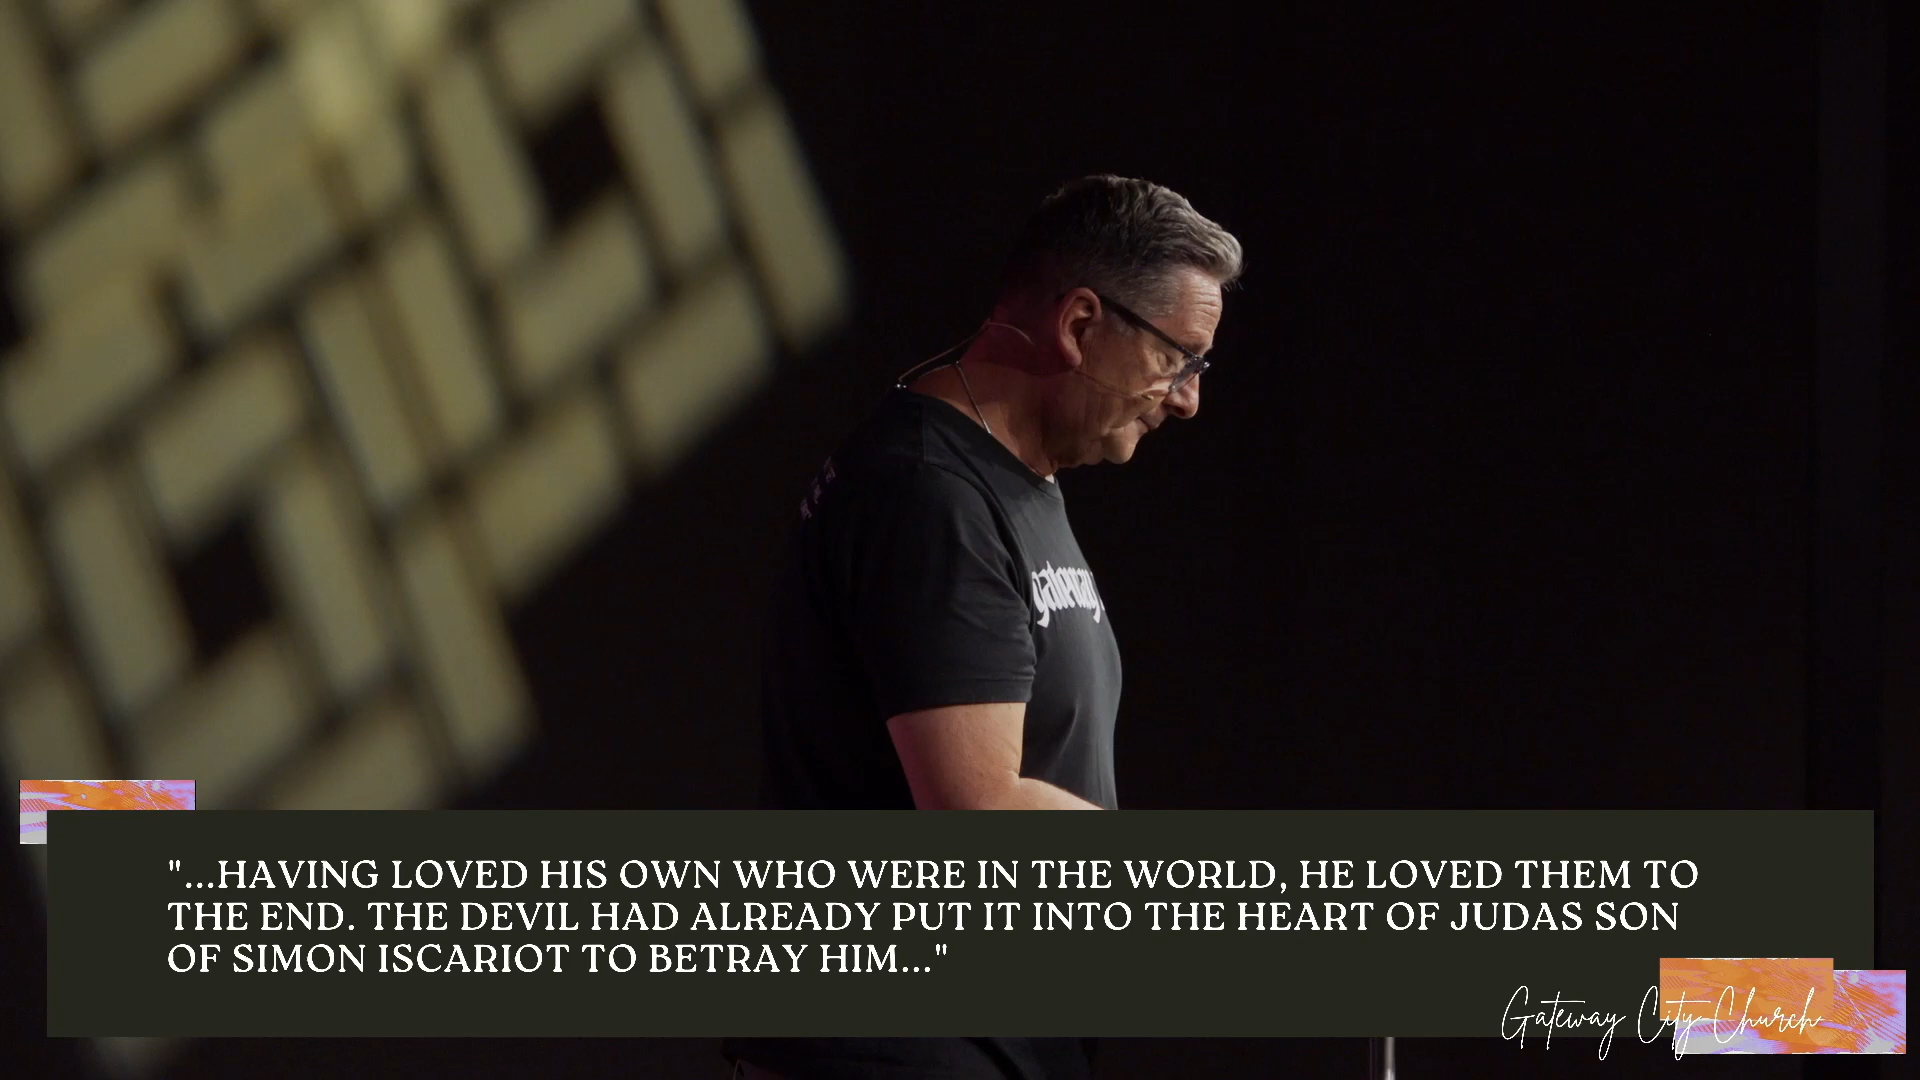 gateway
"...HAVING LOVED HIS OWN WHO WERE IN THE WORLD, HE LOVED THEM TO
THE END. THE DEVIL HAD ALREADY PUT IT INTO THE HEART OF JUDAS SON
OF SIMON ISCARIOT TO BETRAY HIM..."
Gateway City Church